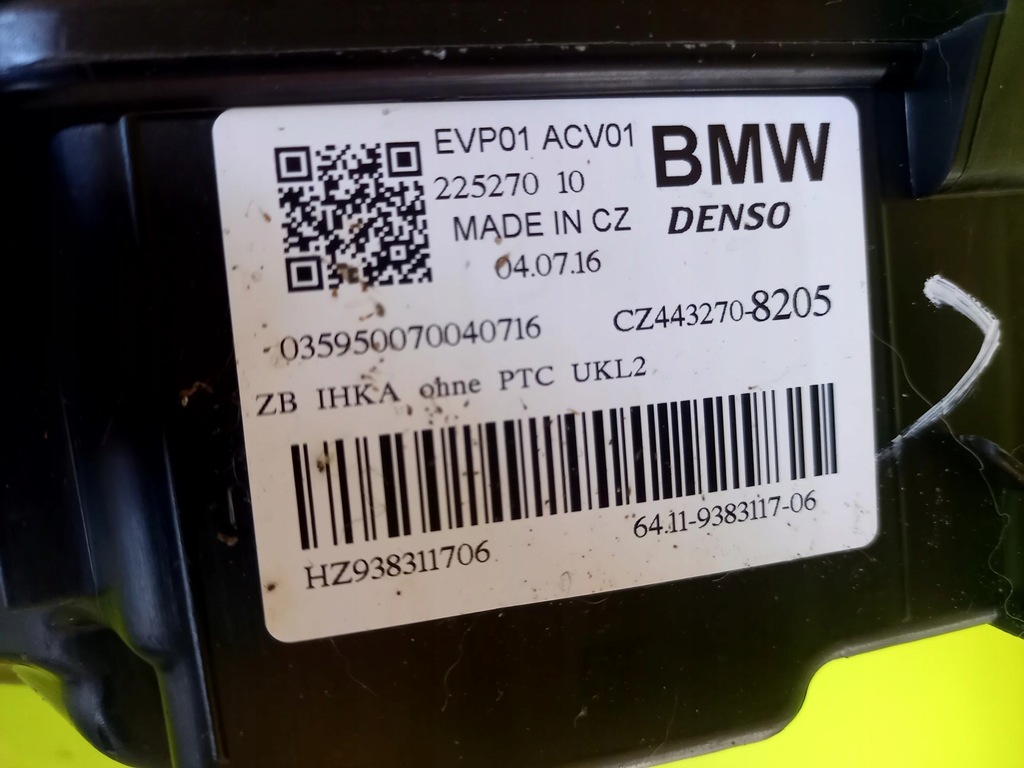 EVP01 ACV01
BMW
225270 10
DENSO
MADE IN CZ
04.07.16
035950070040716
CZ443270-8205
ZB IHKA ohne PTC UKL2
HZ938311706
64.11-9383117-06